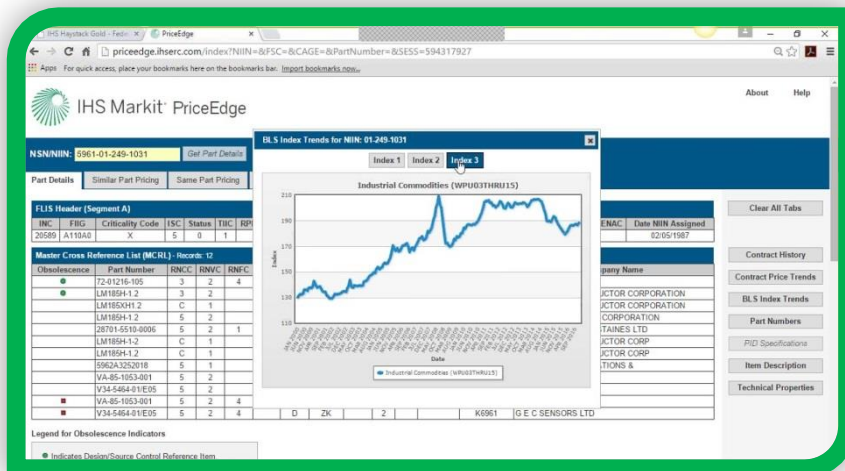 IHS Haystack Gold - Fedw
PriceEdge
priceedge.ihserc.com/index?NIIN=&FSC=&CAGE=&PartNumber=&SESS=594317927
Apps For quick access, place your bookmarks here on the bookmarks bar. Import bookmarks now...
IHS Markit PriceEdge
About Help
NSN/NIIN: 5961-01-249-1031 Get Part Details
Part Details Similar Part Pricing Same Part Pricing
BLS Index Trends for NIIN: 01-249-1031
Index 1 Index 2 Index 3
Industrial Commodities (WPU03THRU15)
210
190
170
150
130
110
Index
Date
Industrial Commodities (WPU03THRU15)
FLIS Header (Segment A)
INC FIIG Criticality Code ISC Status TIIC ENAC Date NIIN Assigned
20589 A110A0 X 5 0 1 02/05/1987
Master Cross Reference List (MCRL) - Records: 12
Obsolescence Part Number RNCC RNVC RNFC Name
72-01216-105 3 2 4
LM185H-1.2 3 2 CORPORATION
LM185XH1.2 C 1 CORPORATION
LM185H-1.2 5 2 CORPORATION
28701-5510-0006 5 2 1 LTD
LM185H-1.2 C 1 CORP
LM185H-1.2 C 1 CORP
5962A3252018 5 1 &
VA-85-1053-001 5 2
V34-5464-01/E05 5 2
VA-85-1053-001 5 2 4
V34-5464-01/E05 5 2 4 D ZK 2 K6961 G E C SENSORS LTD
Legend for Obsolescence Indicators
Indicates Design/Source Control Reference Item
Clear All Tabs
Contract History
Contract Price Trends
BLS Index Trends
Part Numbers
PID Specifications
Item Description
Technical Properties